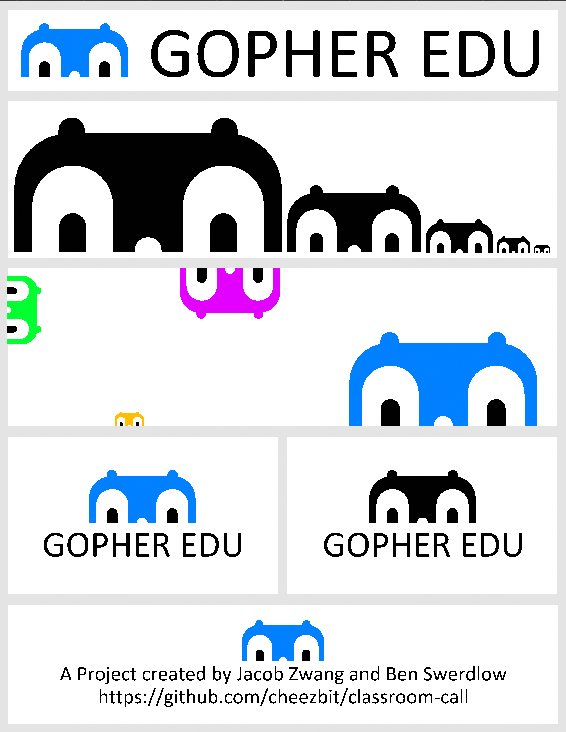 GOPHER EDU
GOPHER EDU
GOPHER EDU
A Project created by Jacob Zwang and Ben Swerdlow
https://github.com/cheezbit/classroom-call